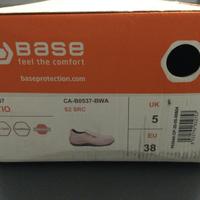 BASE
feel the comfort
baseprotection.com
CA-B0537-BWA
S2 SRC
UK
5
EU
38